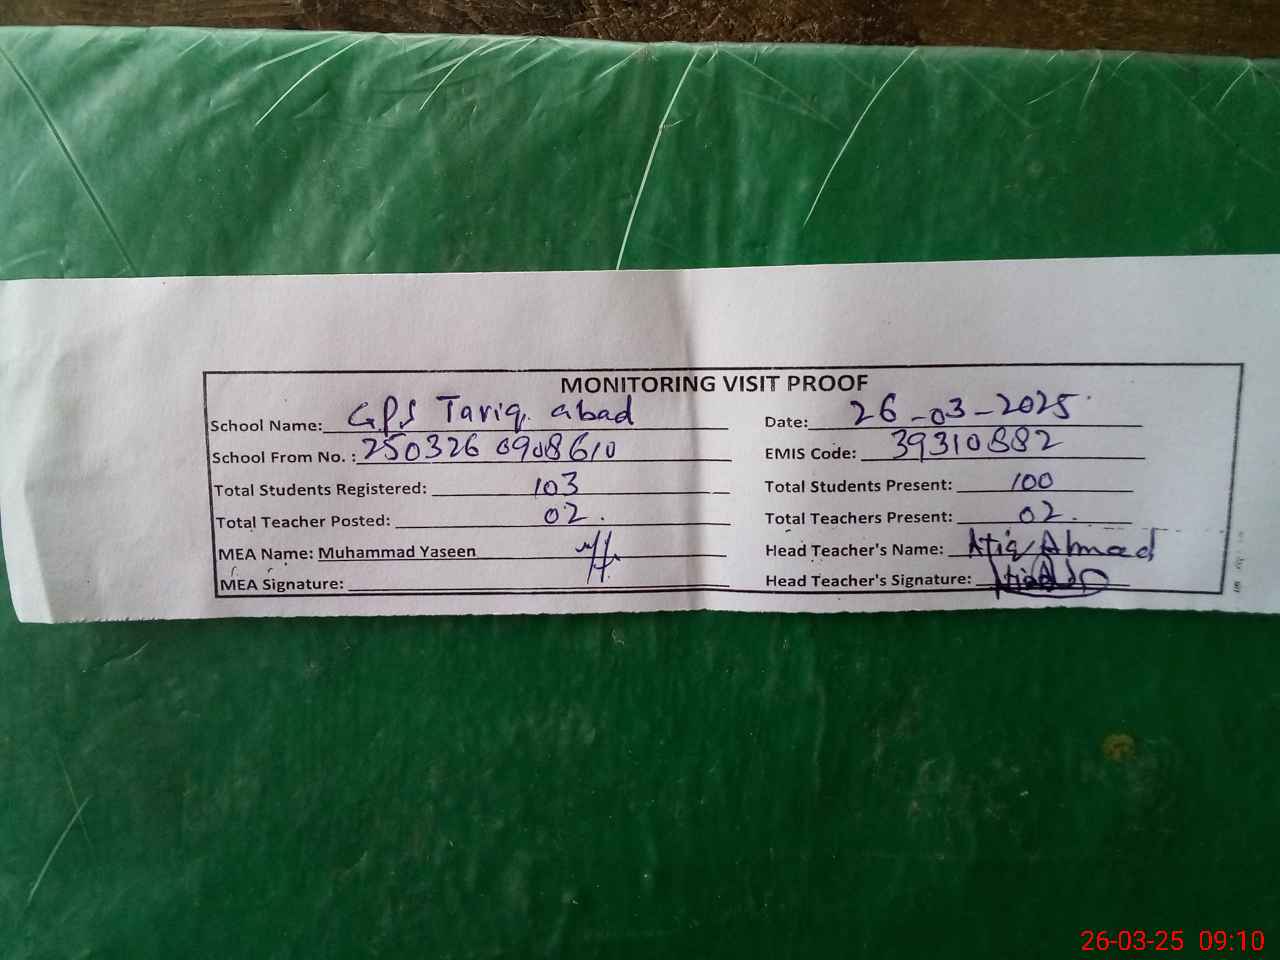 MONITORING VISIT PROOF
School Name: GPS Tariq abad Date: 26-03-2025
School From No. : 250326 0908610 EMIS Code: 39310882
Total Students Registered: 103 Total Students Present: 100
Total Teacher Posted: 02. Total Teachers Present: 02.
MEA Name: Muhammad Yaseen Head Teacher's Name: Atiq Ahmad
MEA Signature: Head Teacher's Signature:
26-03-25 09:10